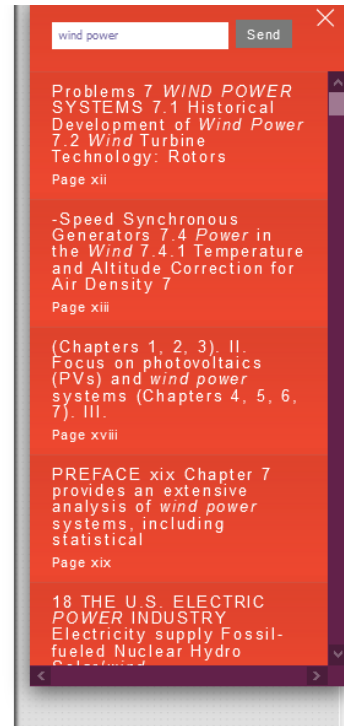 wind power
Send
Problems 7 WIND POWER
SYSTEMS 7.1 Historical
Development of Wind Power
7.2 Wind Turbine
Technology: Rotors
Page xii
-Speed Synchronous
Generators 7.4 Power in
the Wind 7.4.1 Temperature
and Altitude Correction for
Air Density 7
Page xiii
(Chapters 1, 2, 3). II.
Focus on photovoltaics
(PVs) and wind power
systems (Chapters 4, 5, 6,
7). III.
Page xviii
PREFACE xix Chapter 7
provides an extensive
analysis of wind power
systems, including
statistical
Page xix
18 THE U.S. ELECTRIC
POWER INDUSTRY
Electricity supply Fossil-
fueled Nuclear Hydro
Solar/wind